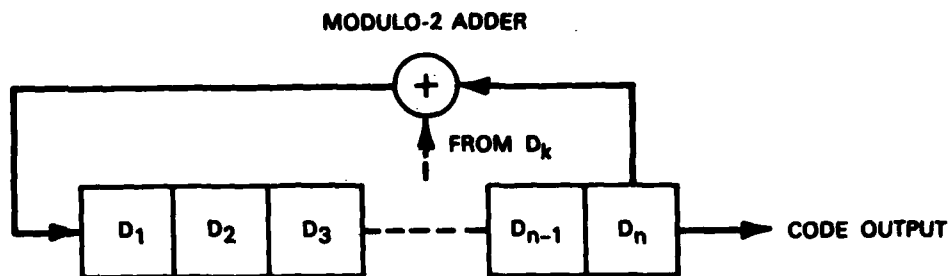 MODULO-2 ADDER
+
FROM Dk
D1 D2 D3 Dn-1 Dn CODE OUTPUT